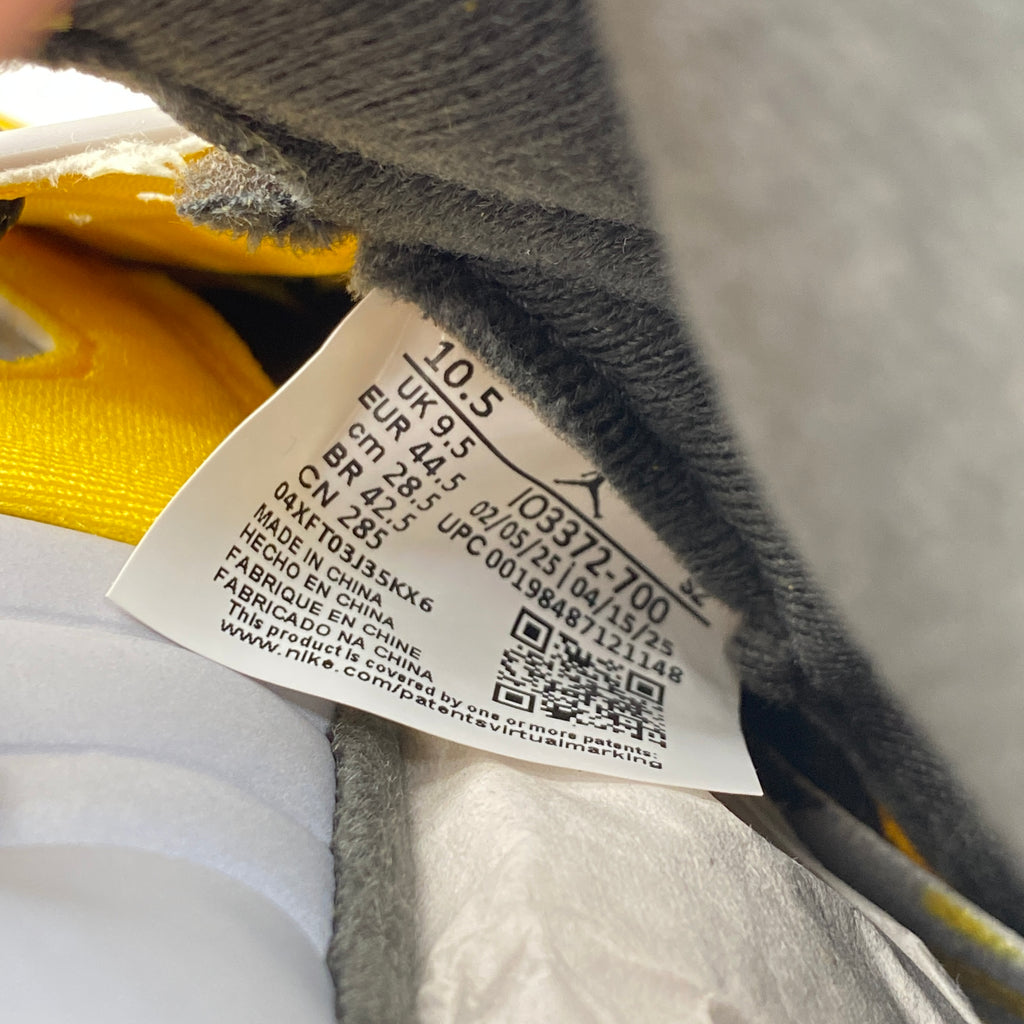 10.5
UK 9.5
EUR 44.5
cm 28.5
BR 42.5
CN 285
IO3372-700
02/05/25 | 04/15/25
UPC 00198487121148
SZ
04XFT03J35KX6
MADE IN CHINA
HECHO EN CHINA
FABRIQUE EN CHINE
FABRICADO NA CHINA
This product is covered by one or more patents:
www.nike.com/patentsvirtualmarking